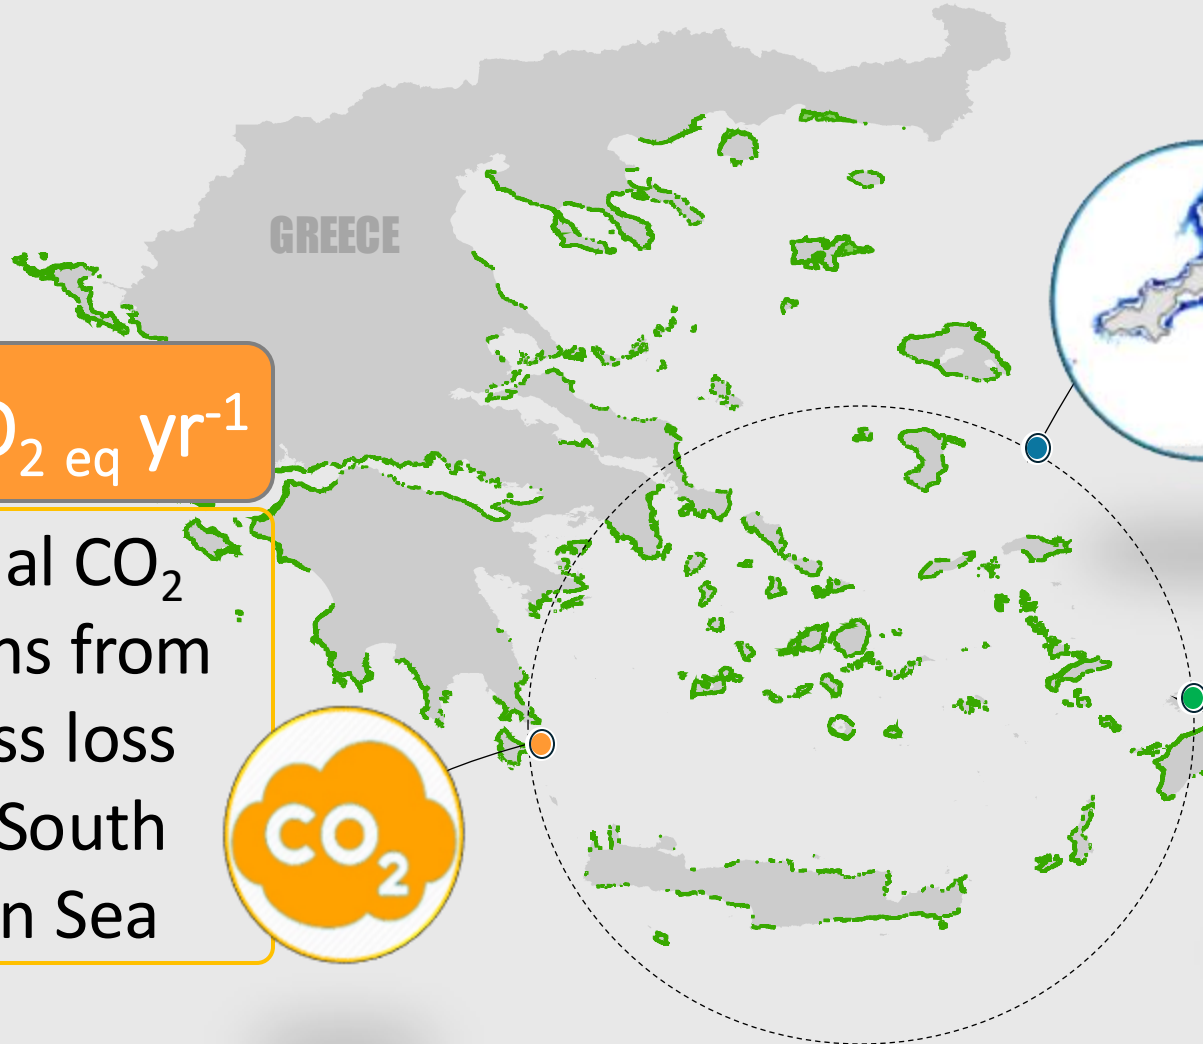 GREECE
O₂ eq yr⁻¹
al CO₂
ns from
ss loss
South
n Sea
CO₂